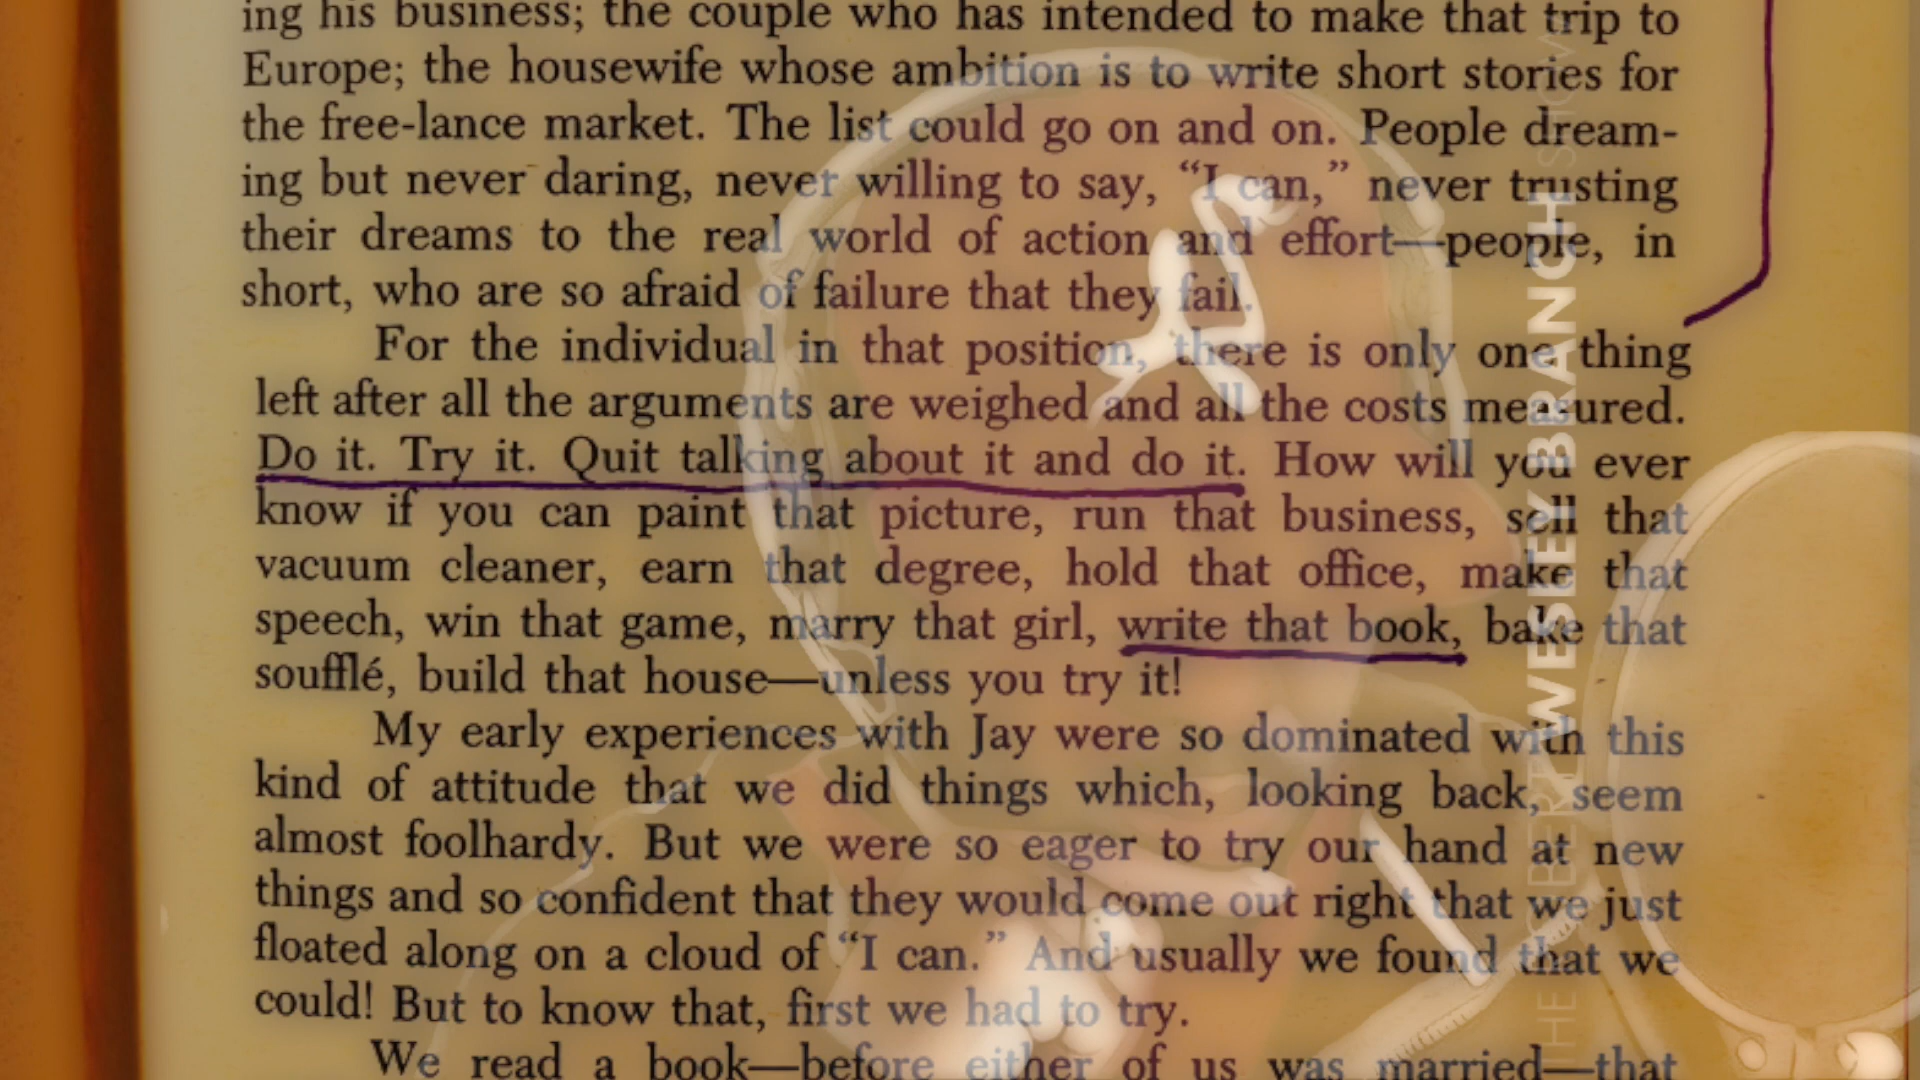 ing his business; the couple who has intended to make that trip to
Europe; the housewife whose ambition is to write short stories for
the free-lance market. The list could go on and on. People dream-
ing but never daring, never willing to say, “I can,” never trusting
their dreams to the real world of action and effort—people, in
short, who are so afraid of failure that they fail.
For the individual in that position, there is only one thing
left after all the arguments are weighed and all the costs measured.
Do it. Try it. Quit talking about it and do it. How will you ever
know if you can paint that picture, run that business, sell that
vacuum cleaner, earn that degree, hold that office, make that
speech, win that game, marry that girl, write that book, bake that
soufflé, build that house—unless you try it!
My early experiences with Jay were so dominated with this
kind of attitude that we did things which, looking back, seem
almost foolhardy. But we were so eager to try our hand at new
things and so confident that they would come out right that we just
floated along on a cloud of “I can.” And usually we found that we
could! But to know that, first we had to try.
We read a book—before either of us was married—that
THE ROBERT WESLEY BRANCH SHOW